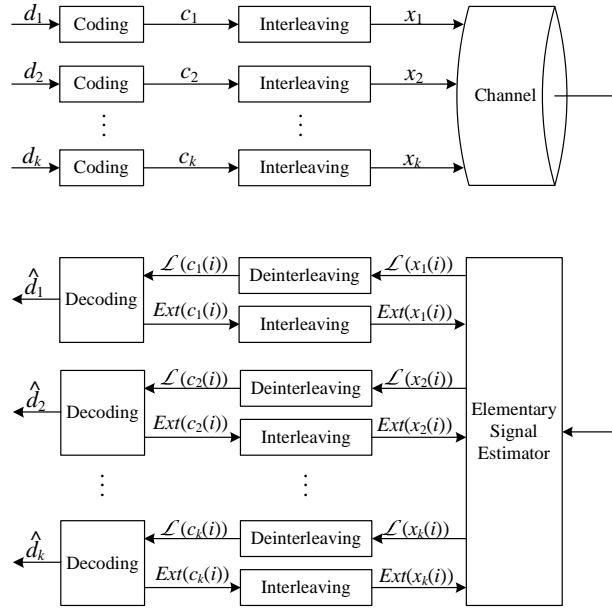 d₁ Coding c₁ Interleaving x₁
d₂ Coding c₂ Interleaving x₂
Channel
⋮ ⋮
dₖ Coding cₖ Interleaving xₖ
ℒ(c₁(i)) Deinterleaving ℒ(x₁(i))
d̂₁ Decoding
Ext(c₁(i)) Interleaving Ext(x₁(i))
ℒ(c₂(i)) Deinterleaving ℒ(x₂(i))
d̂₂ Decoding
Ext(c₂(i)) Interleaving Ext(x₂(i))
Elementary
Signal
Estimator
⋮ ⋮
ℒ(cₖ(i)) Deinterleaving ℒ(xₖ(i))
d̂ₖ Decoding
Ext(cₖ(i)) Interleaving Ext(xₖ(i))